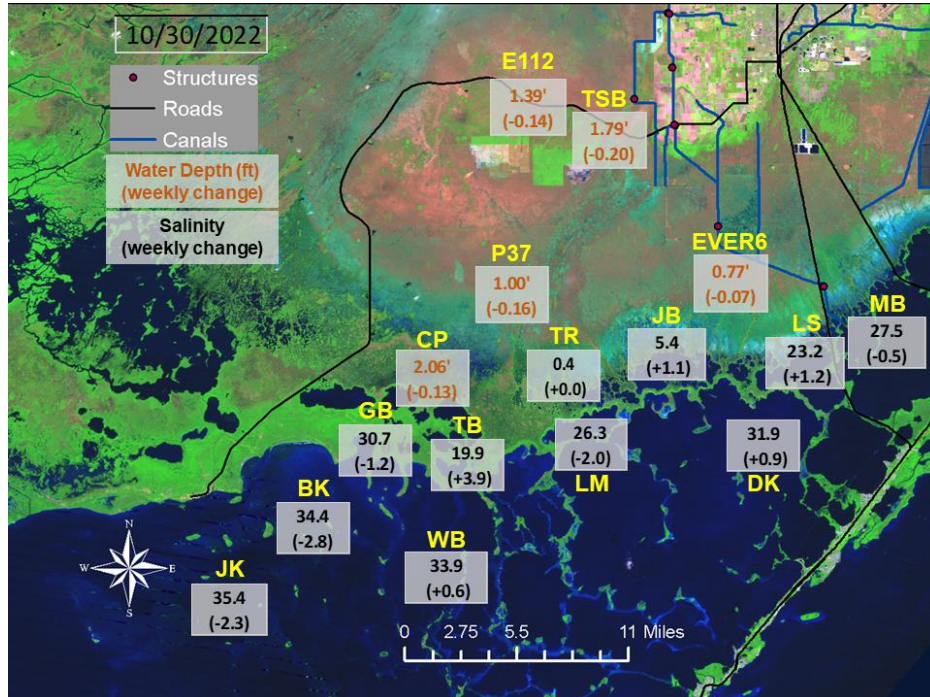 10/30/2022
Structures
Roads
Canals
Water Depth (ft)
(weekly change)
Salinity
(weekly change)
E112
1.39'
(-0.14)
TSB
1.79'
(-0.20)
P37
1.00'
(-0.16)
EVER6
0.77'
(-0.07)
MB
27.5
(-0.5)
CP
2.06'
(-0.13)
TR
0.4
(+0.0)
JB
5.4
(+1.1)
LS
23.2
(+1.2)
GB
30.7
(-1.2)
TB
19.9
(+3.9)
26.3
(-2.0)
LM
31.9
(+0.9)
DK
BK
34.4
(-2.8)
WB
33.9
(+0.6)
JK
35.4
(-2.3)
N
W E
S
0 2.75 5.5 11 Miles